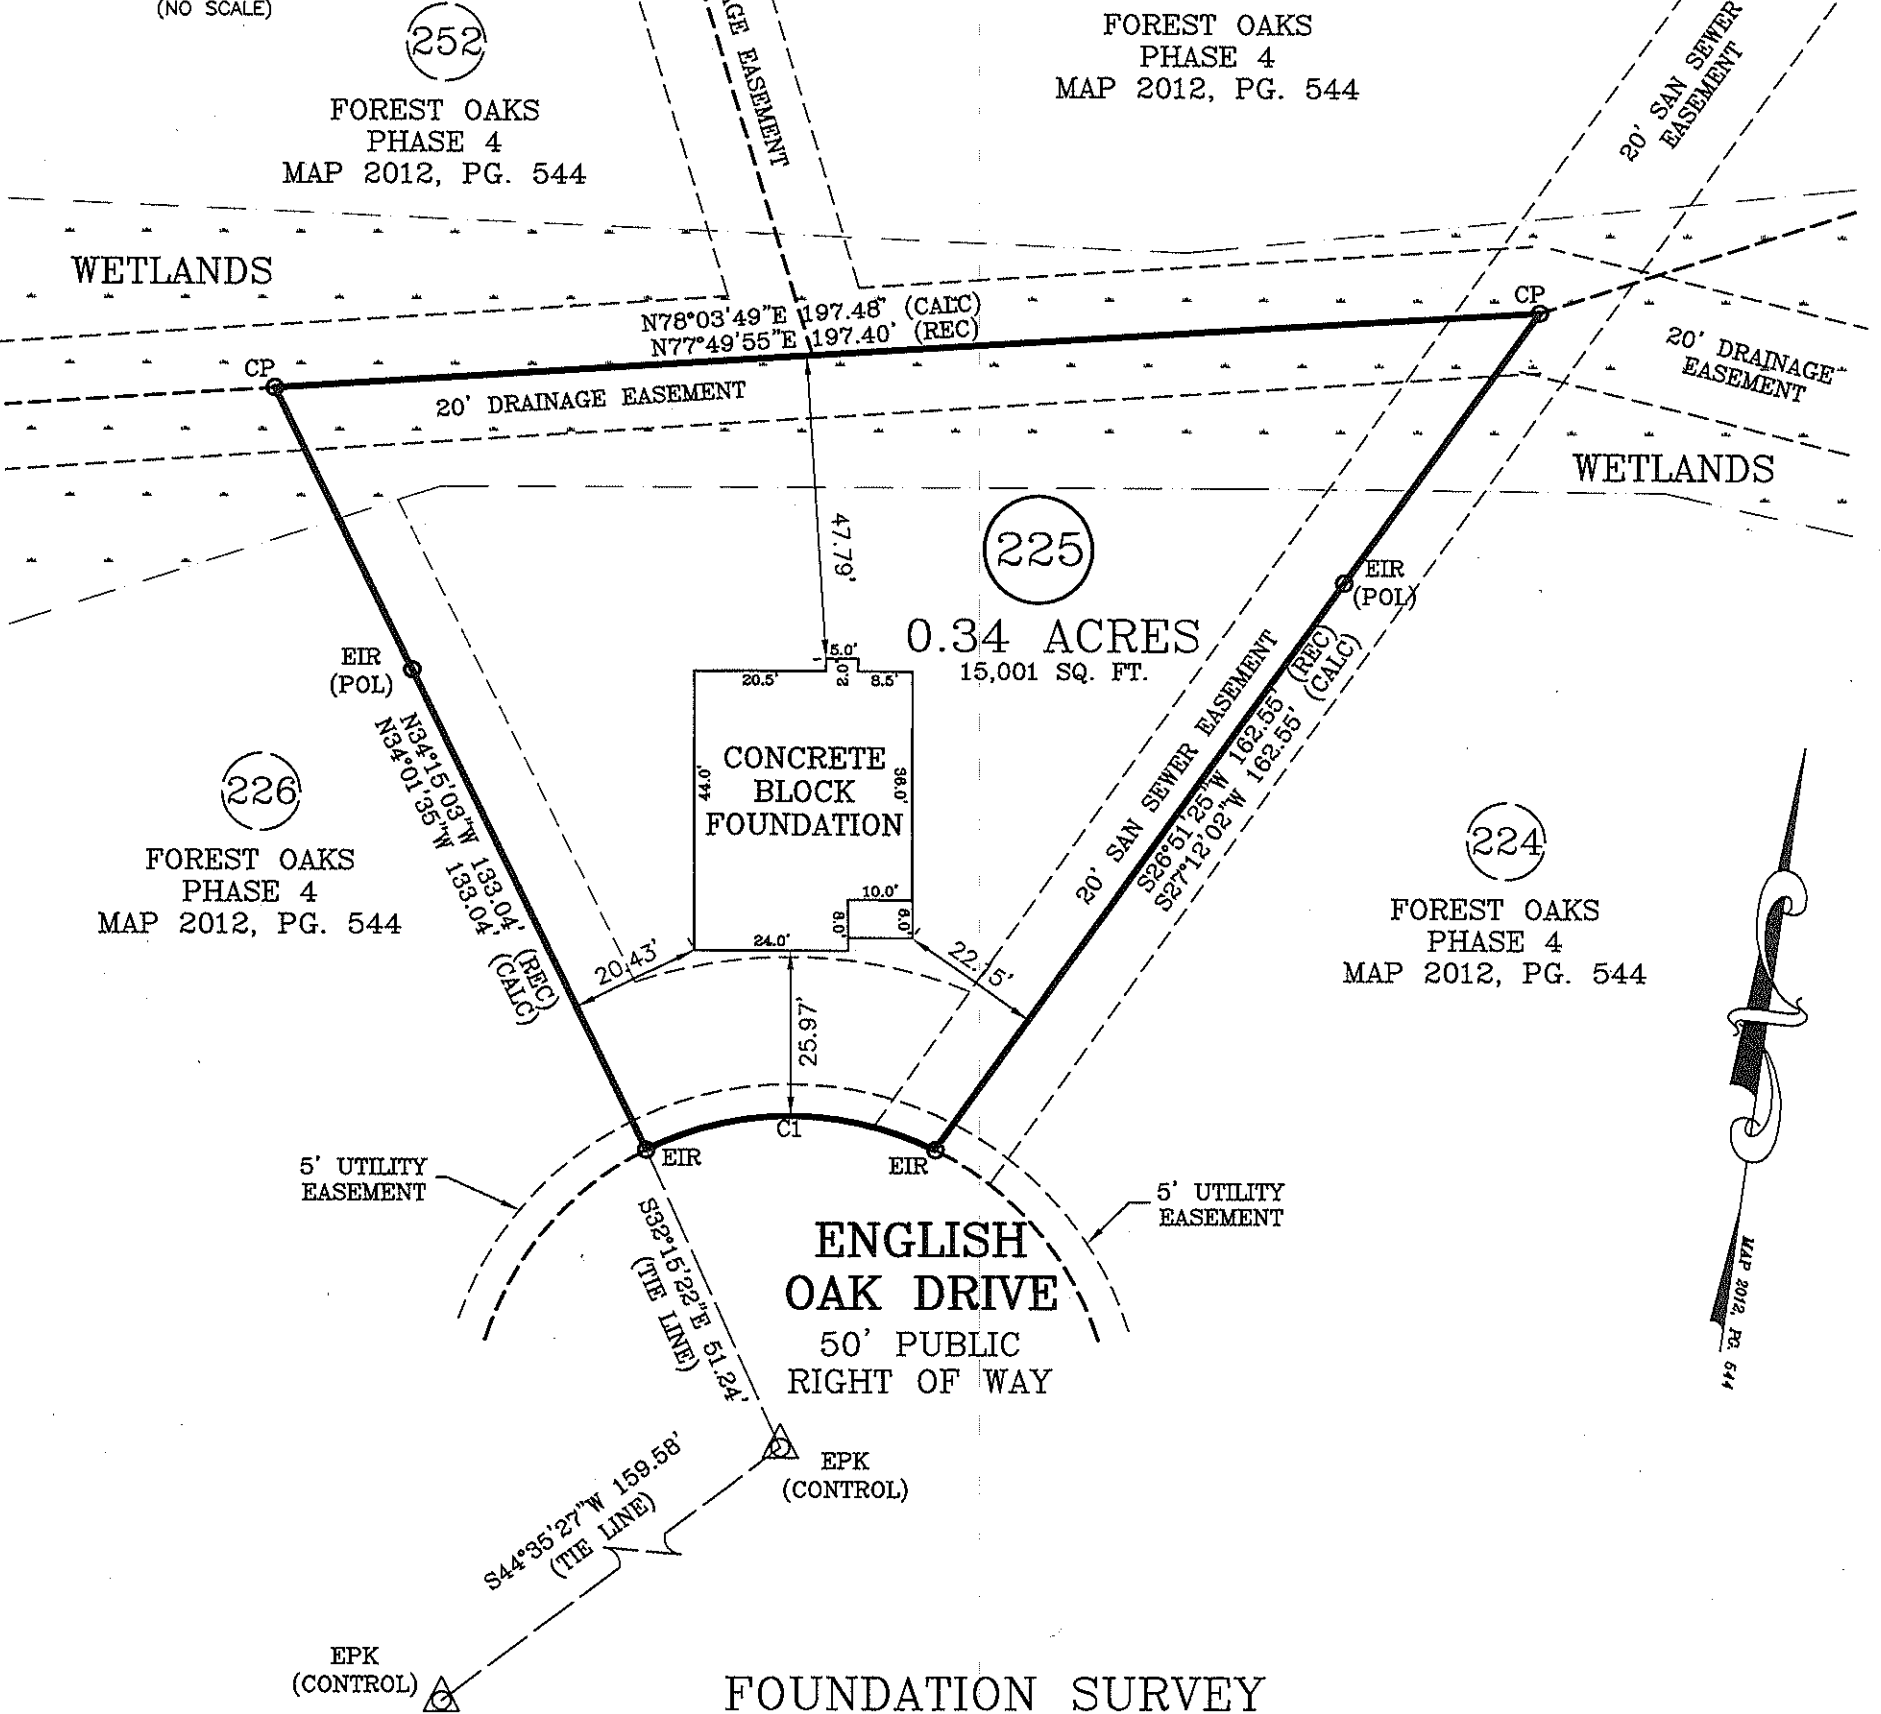 (NO SCALE)
252
FOREST OAKS
PHASE 4
MAP 2012, PG. 544
EASEMENT
FOREST OAKS
PHASE 4
MAP 2012, PG. 544
20' SAN SEWER
EASEMENT
WETLANDS
N78°03'49"E 197.48' (CALC)
N77°49'55"E 197.40' (REC)
CP
CP
20' DRAINAGE EASEMENT
20' DRAINAGE
EASEMENT
WETLANDS
47.79'
225
0.34 ACRES
15,001 SQ. FT.
EIR
(POL)
EIR
(POL)
5.0'
20.5'
2.0'
8.5'
CONCRETE
BLOCK
FOUNDATION
44.0'
36.0'
10.0'
8.0'
6.0'
24.0'
20' SAN SEWER EASEMENT
S26°51'25"W 162.55' (REC)
S27°12'02"W 162.55' (CALC)
N34°15'03"W 133.04' (REC)
N34°01'35"W 133.04' (CALC)
226
FOREST OAKS
PHASE 4
MAP 2012, PG. 544
224
FOREST OAKS
PHASE 4
MAP 2012, PG. 544
20.43'
22.75'
25.97'
C1
EIR
EIR
5' UTILITY
EASEMENT
5' UTILITY
EASEMENT
ENGLISH
OAK DRIVE
50' PUBLIC
RIGHT OF WAY
S32°15'22"E 51.24'
(TIE LINE)
MAP 2012, PG. 544
EPK
(CONTROL)
S44°35'27"W 159.58'
(TIE LINE)
EPK
(CONTROL)
FOUNDATION SURVEY